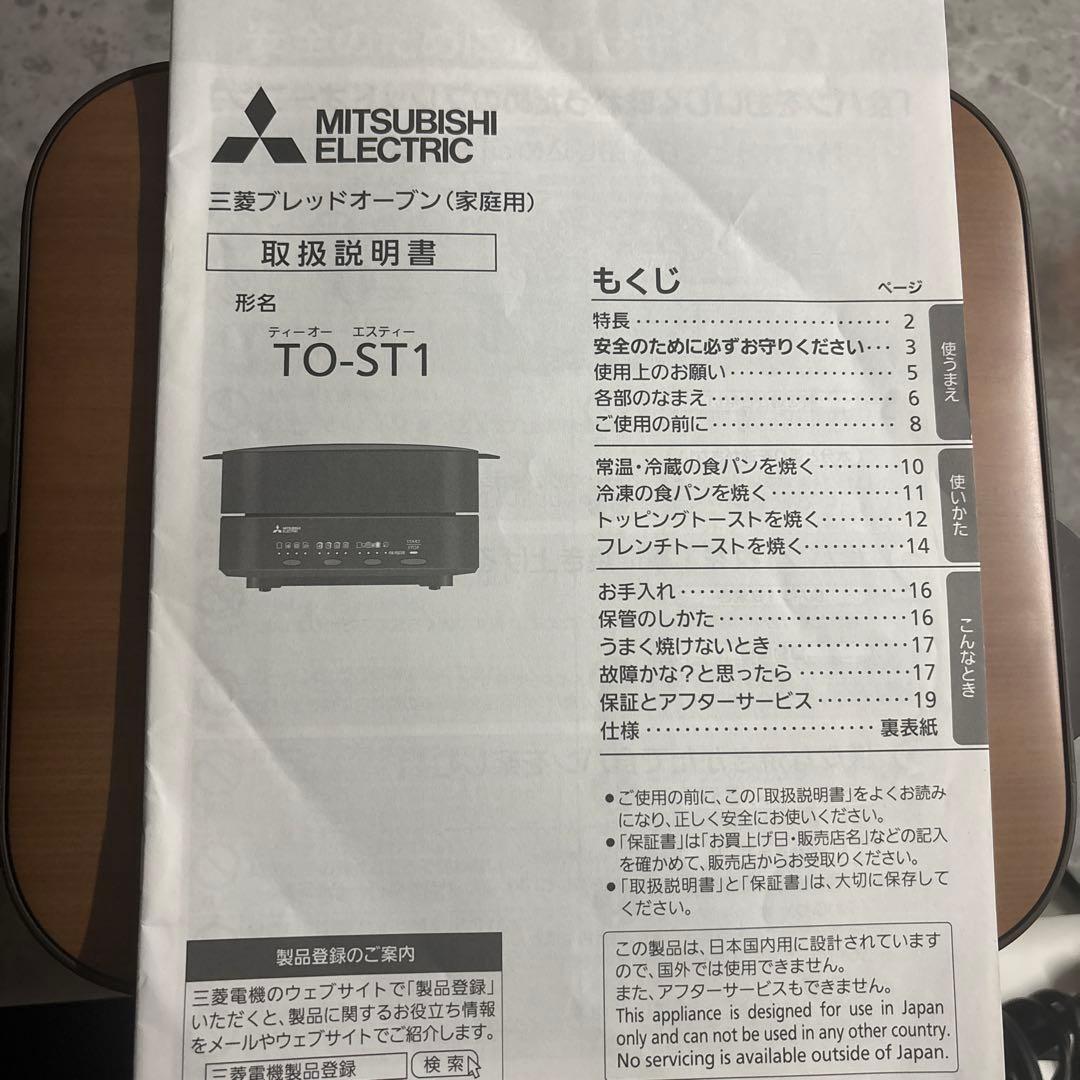 MITSUBISHI
ELECTRIC
三菱ブレッドオーブン(家庭用)
取扱説明書
形名
ティーオー エスティー
TO-ST1
MITSUBISHI
ELECTRIC
もくじ
ページ
特長 2
安全のために必ずお守りください 3
使用上のお願い 5
各部のなまえ 6
ご使用の前に 8
使うまえ
常温・冷蔵の食パンを焼く 10
冷凍の食パンを焼く 11
トッピングトーストを焼く 12
フレンチトーストを焼く 14
使いかた
お手入れ 16
保管のしかた 16
うまく焼けないとき 17
故障かな?と思ったら 17
保証とアフターサービス 19
仕様 裏表紙
こんなとき
●ご使用の前に、この「取扱説明書」をよくお読み
になり、正しく安全にお使いください。
●「保証書」は「お買上げ日・販売店名」などの記入
を確かめて、販売店からお受取りください。
●「取扱説明書」と「保証書」は、大切に保存して
ください。
製品登録のご案内
三菱電機のウェブサイトで「製品登録」
いただくと、製品に関するお役立ち情報
をメールやウェブサイトでご紹介します。
三菱電機製品登録 検索
この製品は、日本国内用に設計されています
ので、国外では使用できません。
また、アフターサービスもできません。
This appliance is designed for use in Japan
only and can not be used in any other country.
No servicing is available outside of Japan.